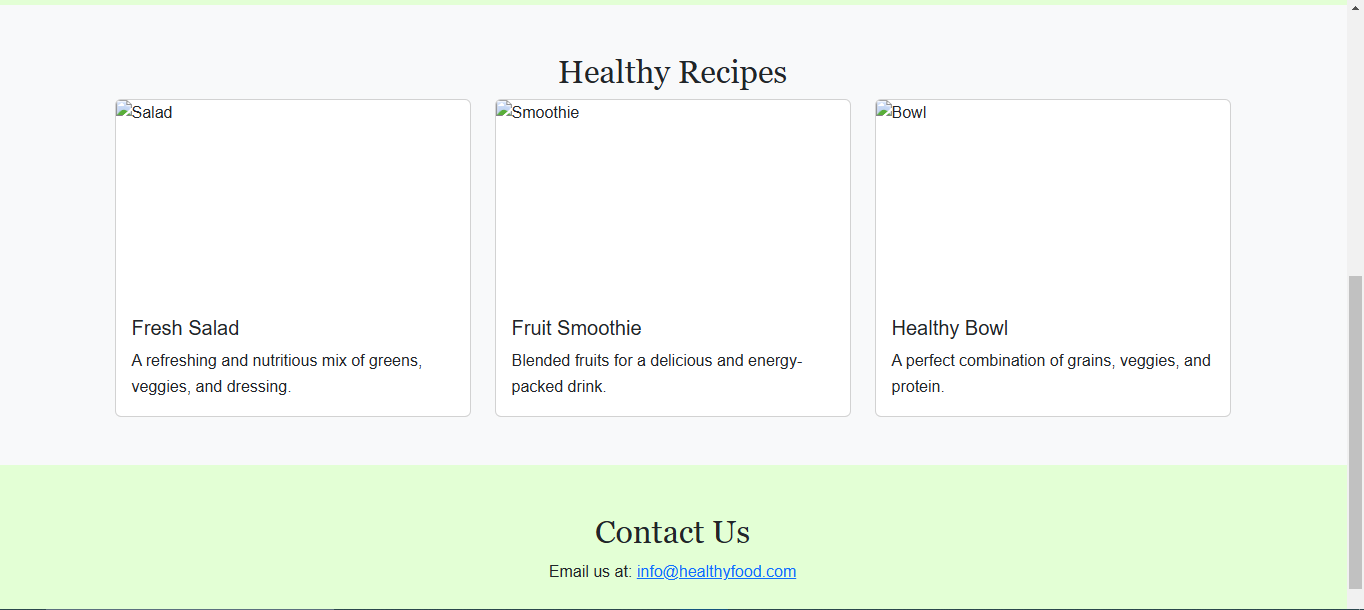 Healthy Recipes
Salad
Smoothie
Bowl
Fresh Salad
A refreshing and nutritious mix of greens,
veggies, and dressing.
Fruit Smoothie
Blended fruits for a delicious and energy-
packed drink.
Healthy Bowl
A perfect combination of grains, veggies, and
protein.
Contact Us
Email us at: info@healthyfood.com